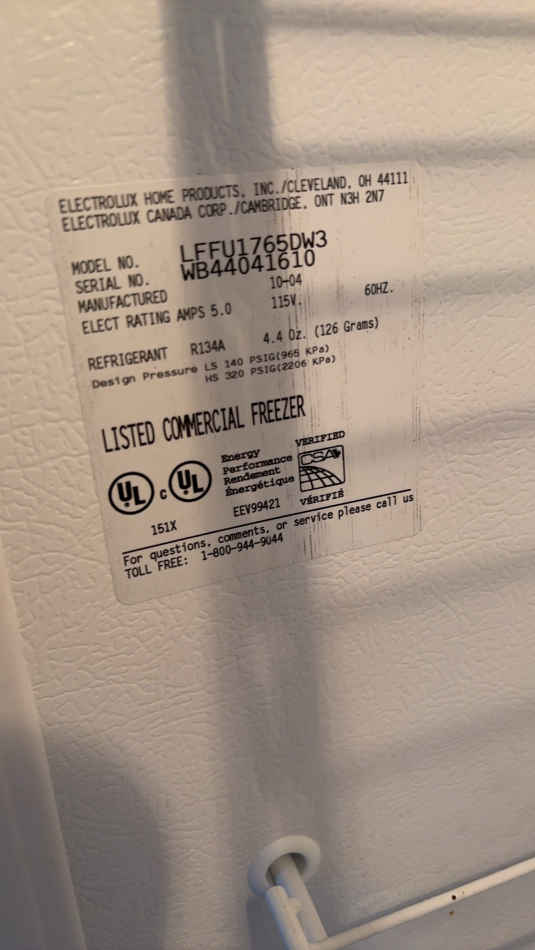 ELECTROLUX HOME PRODUCTS, INC./CLEVELAND, OH 44111
ELECTROLUX CANADA CORP./CAMBRIDGE, ONT N3H 2N7
MODEL NO. LFFU1765DW3
SERIAL NO. WB44041610
MANUFACTURED 10-04
ELECT RATING AMPS 5.0 115V. 60HZ.
REFRIGERANT R134A 4.4 Oz. (126 Grams)
Design Pressure LS 140 PSIG(965 KPa)
HS 320 PSIG(2206 KPa)
LISTED COMMERCIAL FREEZER
UL c UL
Energy
Performance
Rendement
Énergétique
VERIFIED
CSA
VÉRIFIÉ
151X
EEV99421
For questions, comments, or service please call us
TOLL FREE: 1-800-944-9044